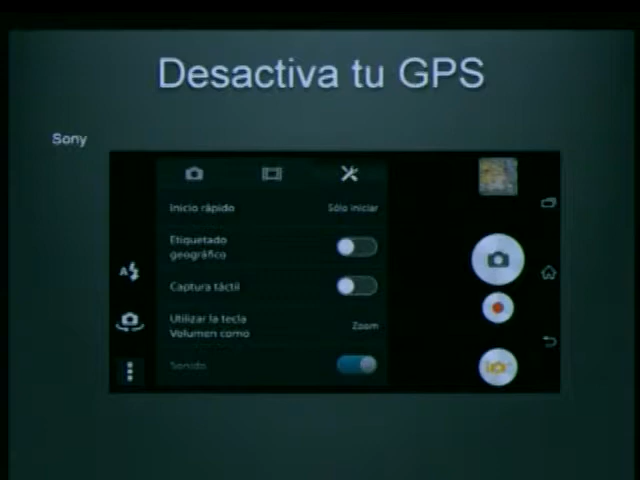 Desactiva tu GPS
Sony
Inicio rápido
Sólo iniciar
Etiquetado
geográfico
Captura táctil
Utilizar la tecla
Volumen como
Zoom
Sonido
A